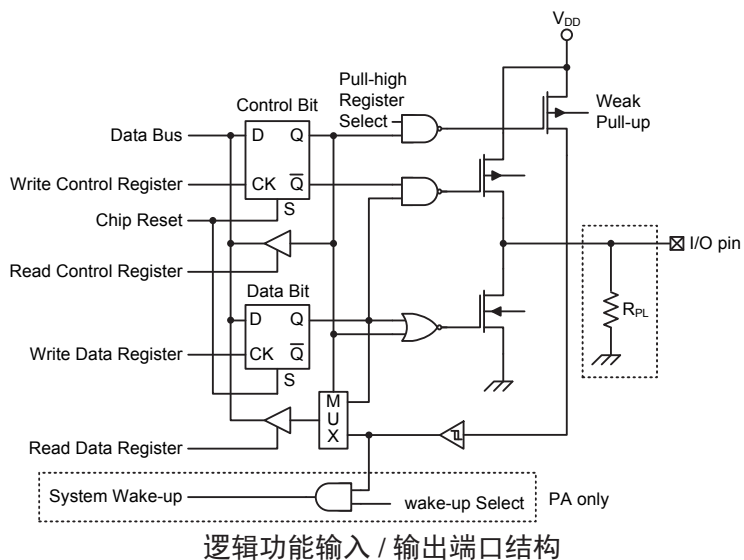 V_DD
Pull-high
Register
Select
Control Bit
Weak
Pull-up
Data Bus
D
Q
Write Control Register
CK
Q̅
S
Chip Reset
I/O pin
Read Control Register
Data Bit
R_PL
D
Q
Write Data Register
CK
Q̅
S
M
U
X
Read Data Register
System Wake-up
wake-up Select
PA only
逻辑功能输入 / 输出端口结构